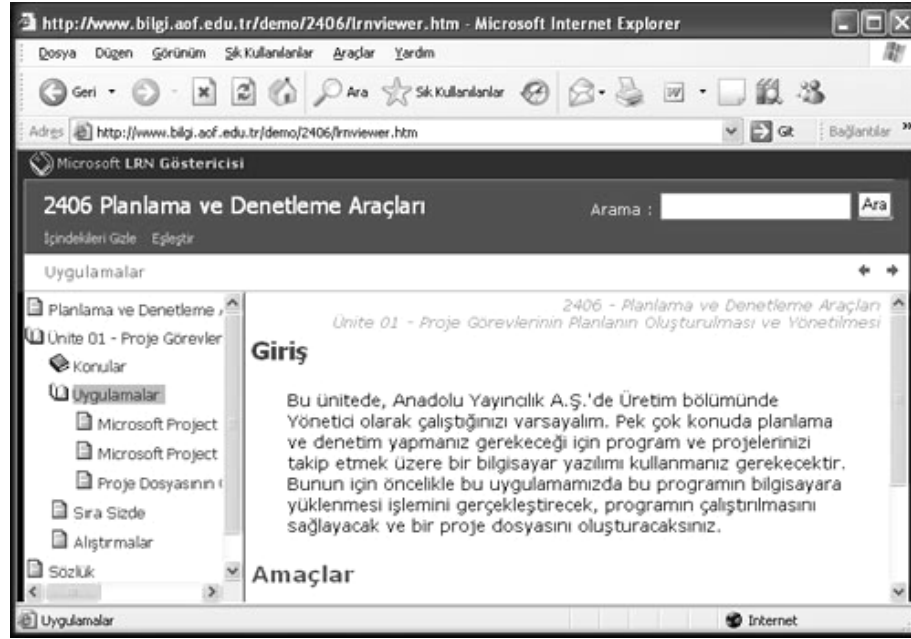 http://www.bilgi.aof.edu.tr/demo/2406/lrnviewer.htm - Microsoft Internet Explorer
Dosya Düzen Görünüm Sık Kullanılanlar Araçlar Yardım
Geri Ara Sık Kullanılanlar
Adres http://www.bilgi.aof.edu.tr/demo/2406/lrnviewer.htm Git Bağlantılar
Microsoft LRN Göstericisi
2406 Planlama ve Denetleme Araçları
Arama : Ara
İçindekileri Gizle Eşleştir
Uygulamalar
Planlama ve Denetleme
Ünite 01 - Proje Görevler
Konular
Uygulamalar
Microsoft Project
Microsoft Project
Proje Dosyasının
Sıra Sizde
Alıştırmalar
Sözlük
2406 - Planlama ve Denetleme Araçları
Ünite 01 - Proje Görevlerinin Planlanın Oluşturulması ve Yönetilmesi
Giriş
Bu ünitede, Anadolu Yayıncılık A.Ş.'de Üretim bölümünde
Yönetici olarak çalıştığınızı varsayalım. Pek çok konuda planlama
ve denetim yapmanız gerekeceği için program ve projelerinizi
takip etmek üzere bir bilgisayar yazılımı kullanmanız gerekecektir.
Bunun için öncelikle bu uygulamamızda bu programın bilgisayara
yüklenmesi işlemini gerçekleştirecek, programın çalıştırılmasını
sağlayacak ve bir proje dosyasını oluşturacaksınız.
Amaçlar
Uygulamalar Internet